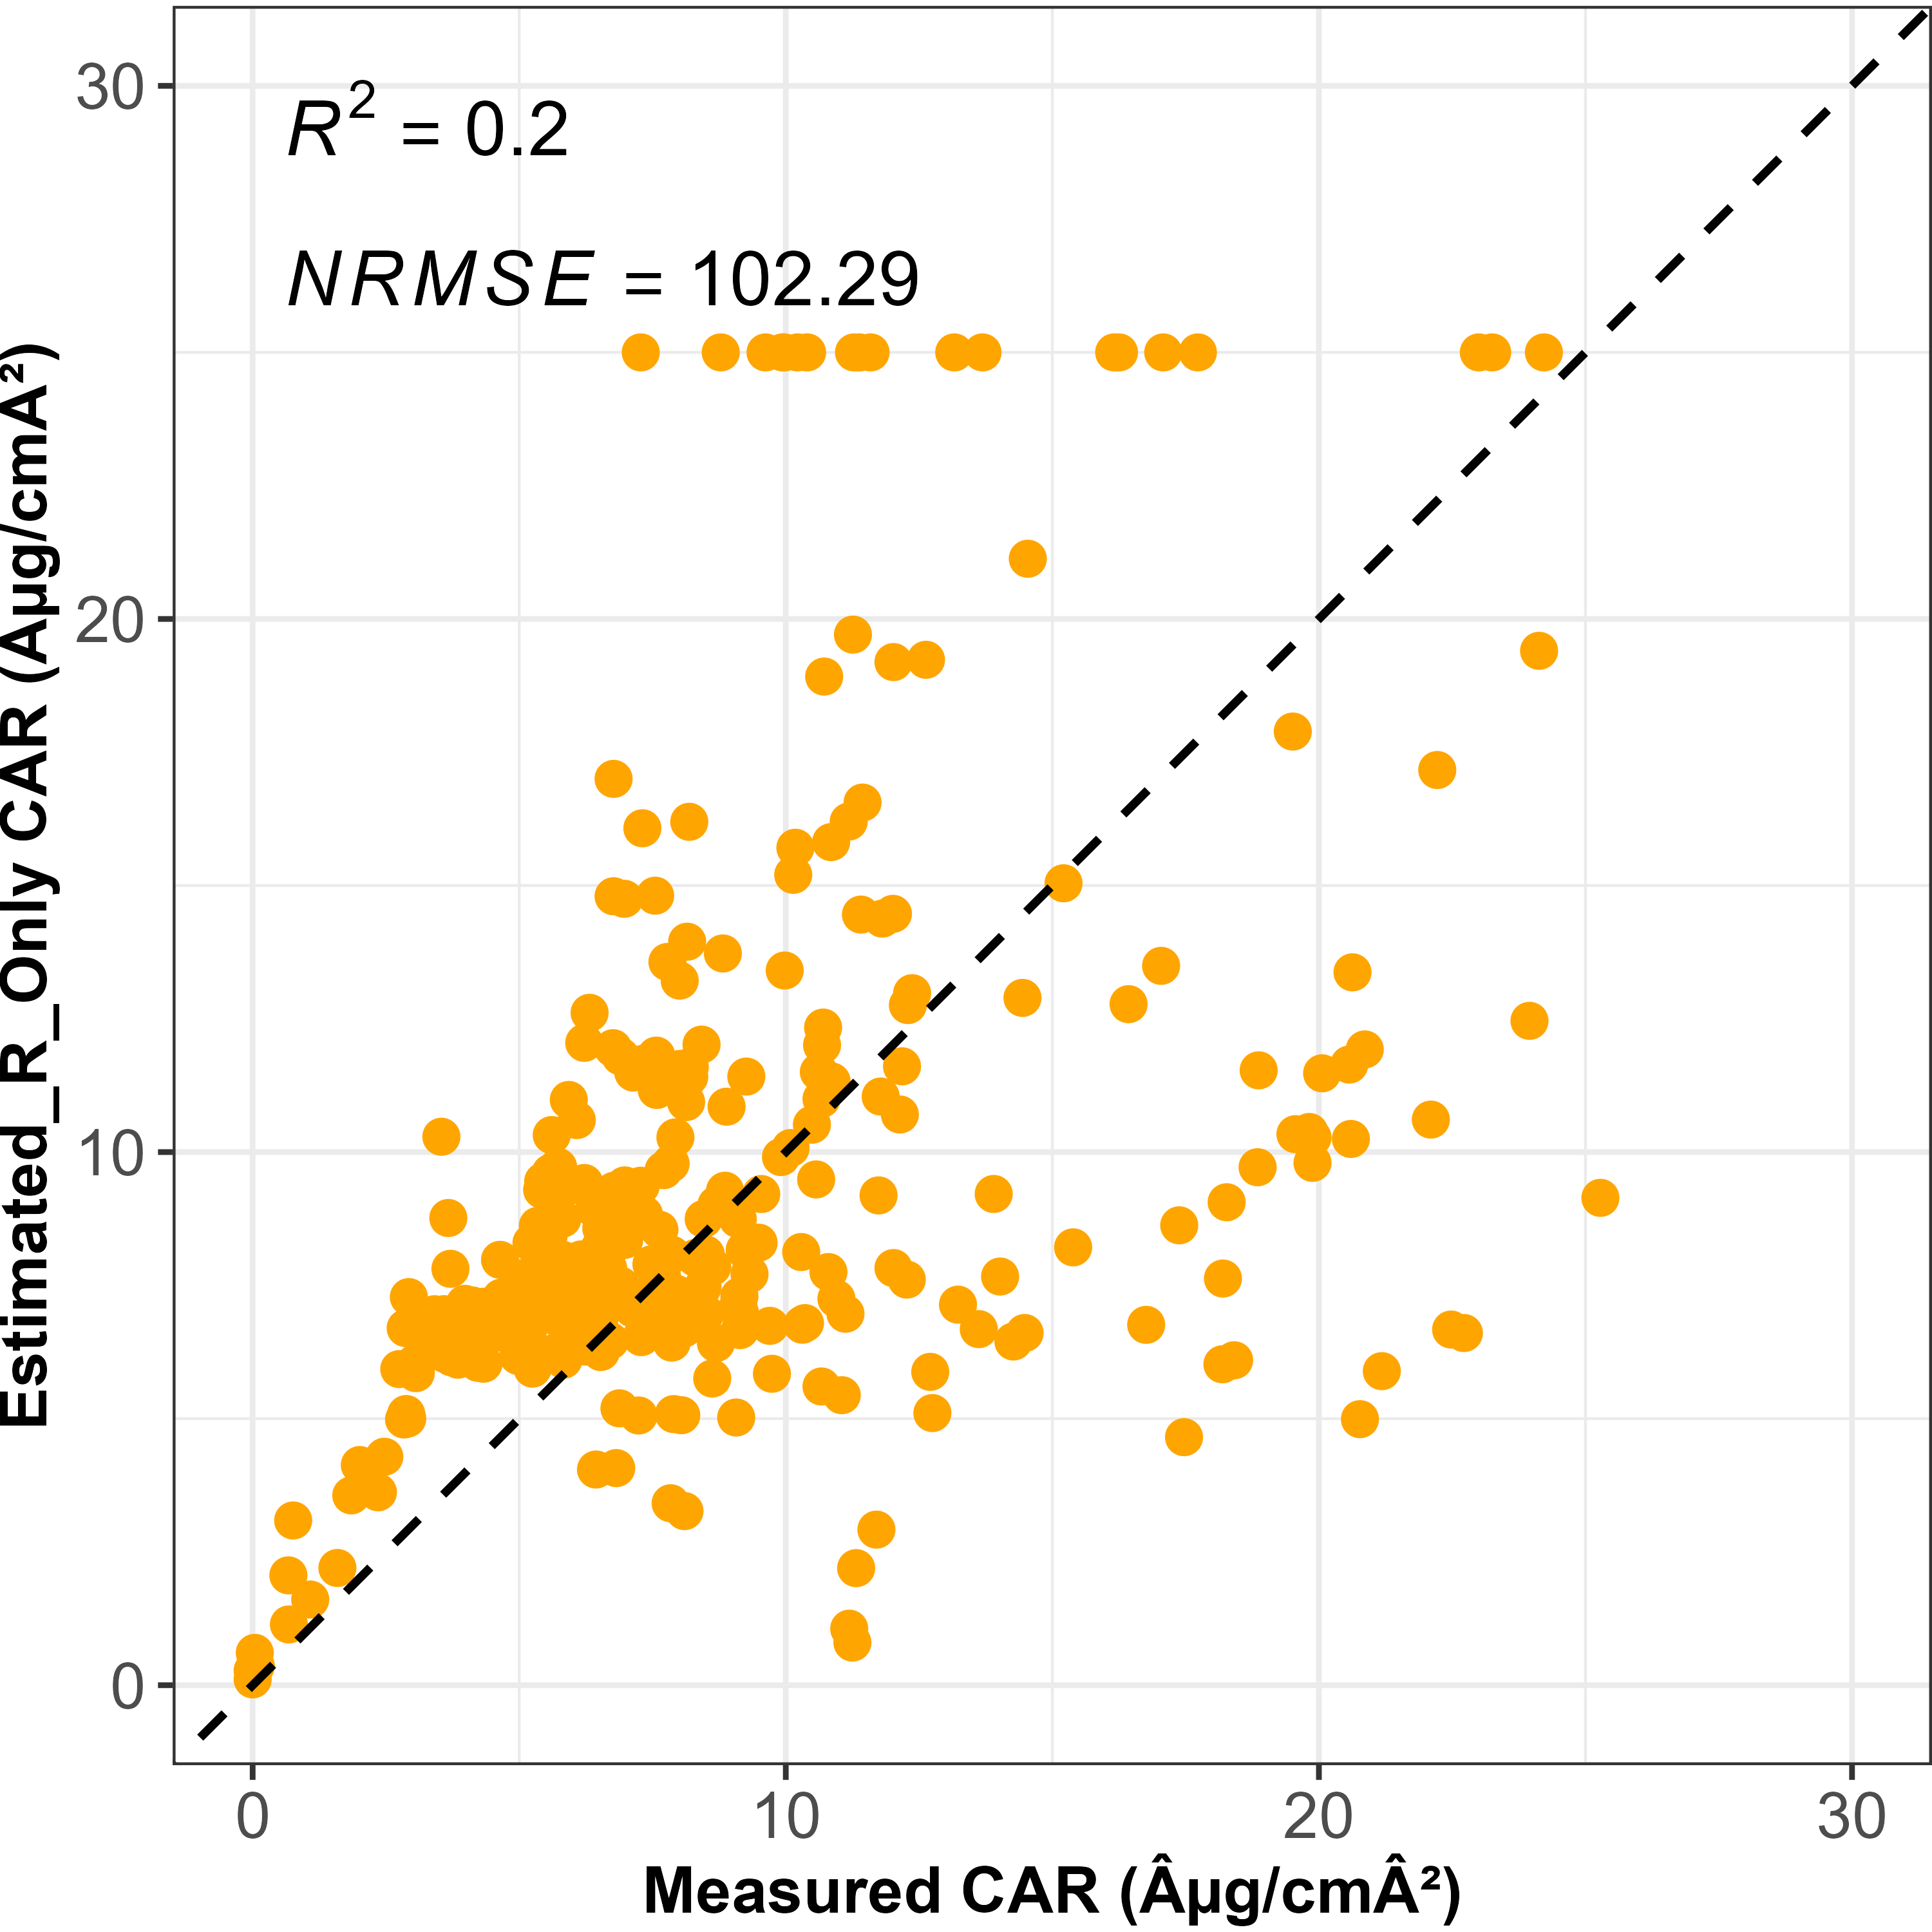 R² = 0.2
NRMSE = 102.29
Estimated_R_Only CAR (Âµg/cmÂ²)
30
20
10
0
0 10 20 30
Measured CAR (Âµg/cmÂ²)